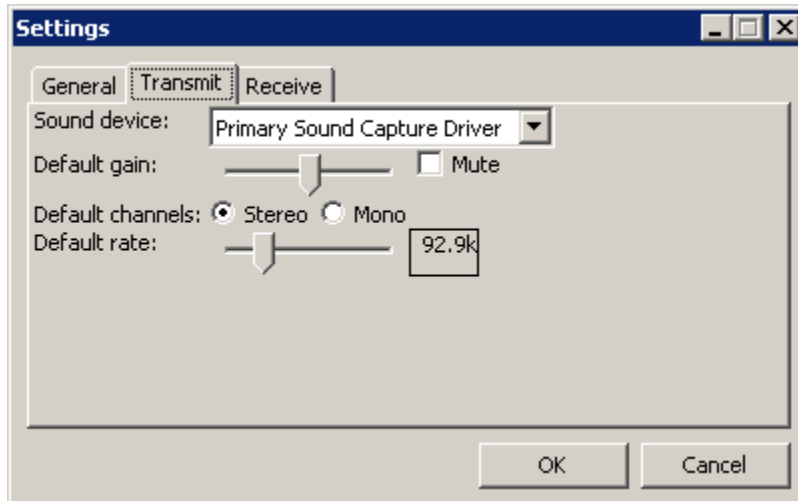 Settings
General Transmit Receive
Sound device: Primary Sound Capture Driver
Default gain: Mute
Default channels: Stereo Mono
Default rate: 92.9k
OK Cancel